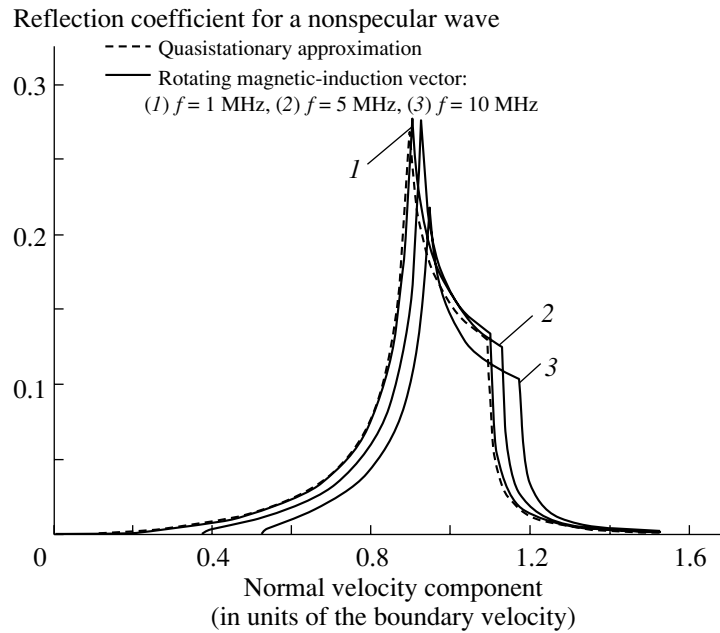 Reflection coefficient for a nonspecular wave
Quasistationary approximation
Rotating magnetic-induction vector:
(1) f = 1 MHz, (2) f = 5 MHz, (3) f = 10 MHz
0.3
1
0.2
2
3
0.1
0 0.4 0.8 1.2 1.6
Normal velocity component
(in units of the boundary velocity)